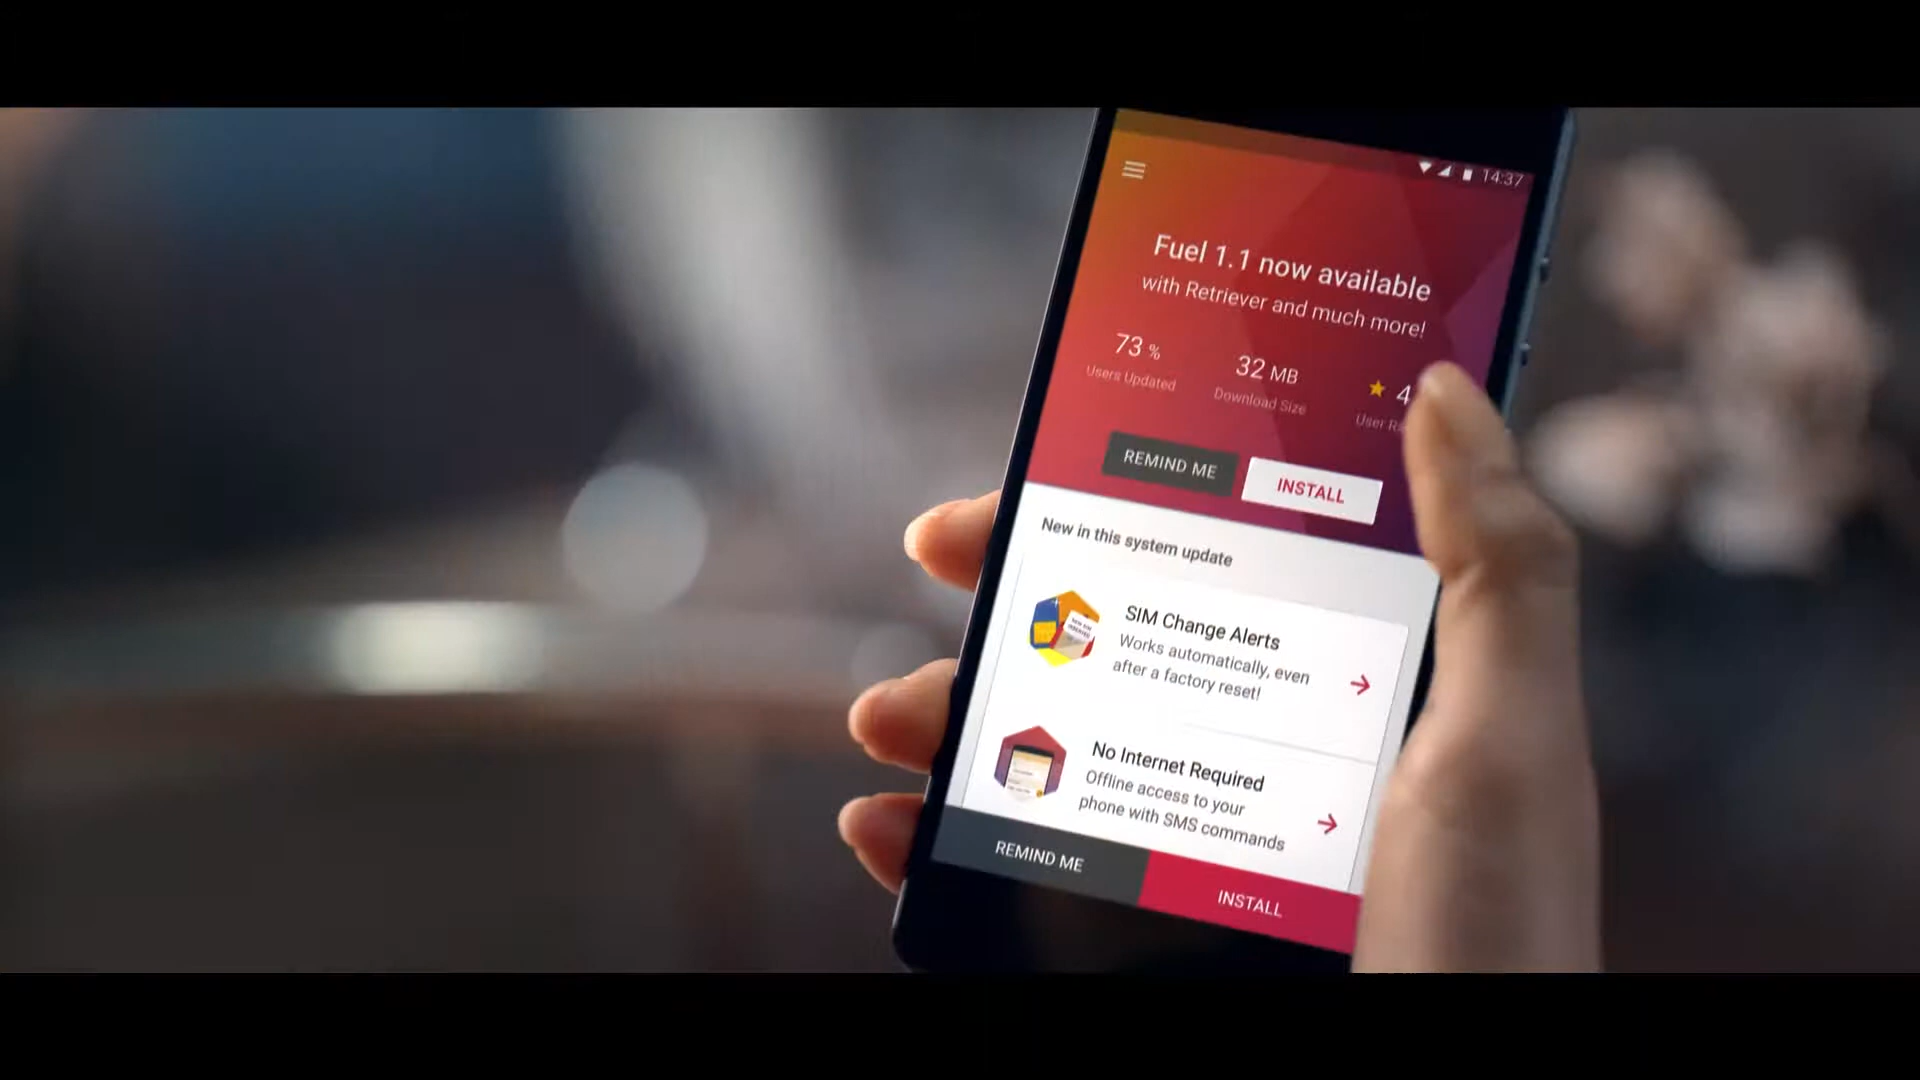 14:37
Fuel 1.1 now available
with Retriever and much more!
73 %
Users Updated
32 MB
Download Size
★ 4
User
REMIND ME
INSTALL
New in this system update
SIM Change Alerts
Works automatically, even
after a factory reset!
No Internet Required
Offline access to your
phone with SMS commands
REMIND ME
INSTALL